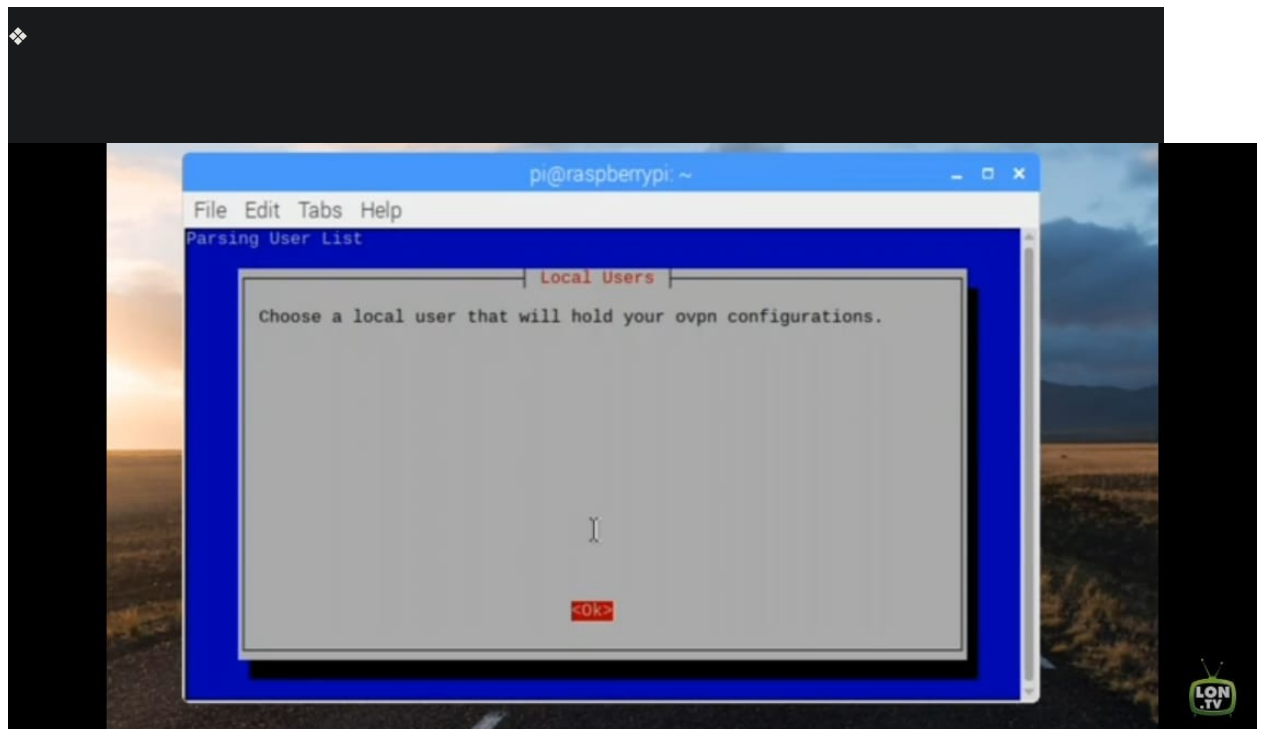 ❖
pi@raspberrypi: ~
File Edit Tabs Help
Parsing User List
Local Users
Choose a local user that will hold your ovpn configurations.
<Ok>
LON
.TV